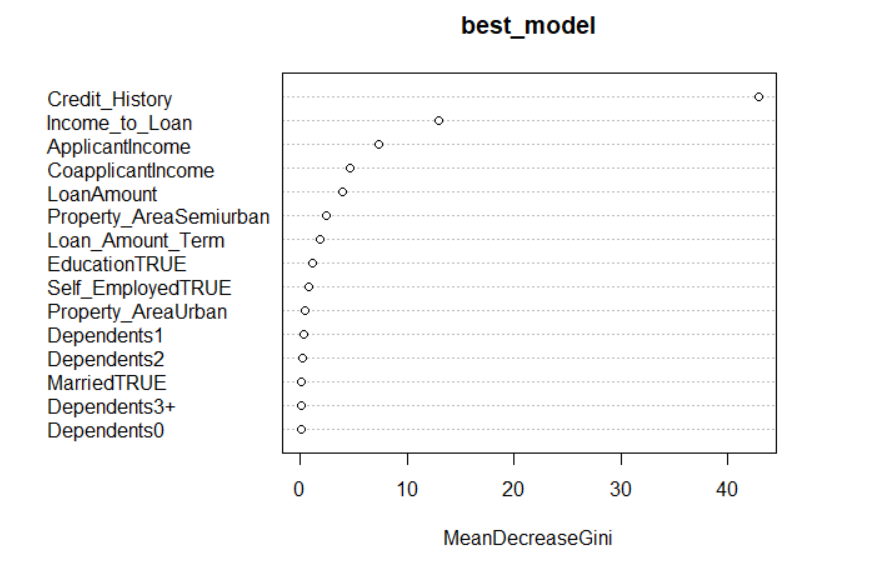 best_model
Credit_History
Income_to_Loan
ApplicantIncome
CoapplicantIncome
LoanAmount
Property_AreaSemiurban
Loan_Amount_Term
EducationTRUE
Self_EmployedTRUE
Property_AreaUrban
Dependents1
Dependents2
MarriedTRUE
Dependents3+
Dependents0
0 10 20 30 40
MeanDecreaseGini